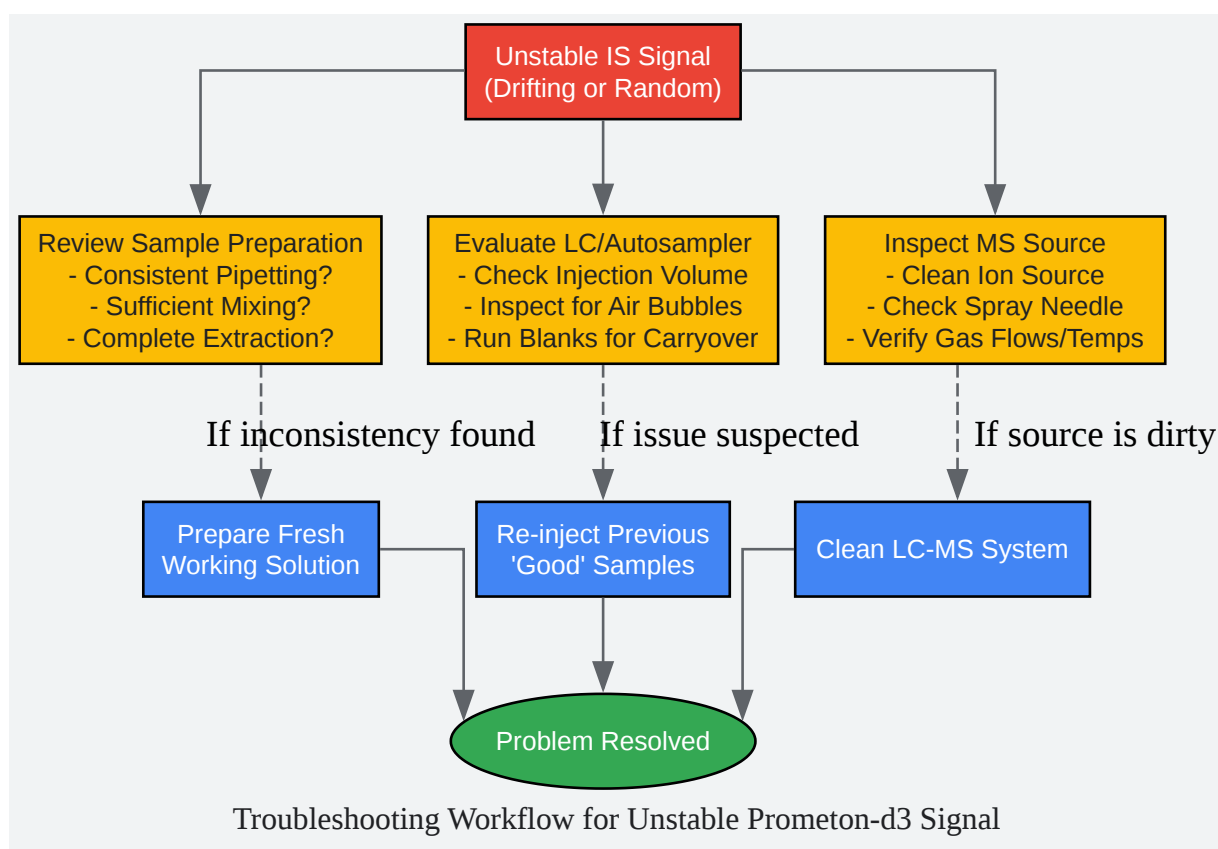 Unstable IS Signal
(Drifting or Random)
Review Sample Preparation
- Consistent Pipetting?
- Sufficient Mixing?
- Complete Extraction?
Evaluate LC/Autosampler
- Check Injection Volume
- Inspect for Air Bubbles
- Run Blanks for Carryover
Inspect MS Source
- Clean Ion Source
- Check Spray Needle
- Verify Gas Flows/Temps
If inconsistency found
If issue suspected
If source is dirty
Prepare Fresh
Working Solution
Re-inject Previous
'Good' Samples
Clean LC-MS System
Problem Resolved
Troubleshooting Workflow for Unstable Prometon-d3 Signal